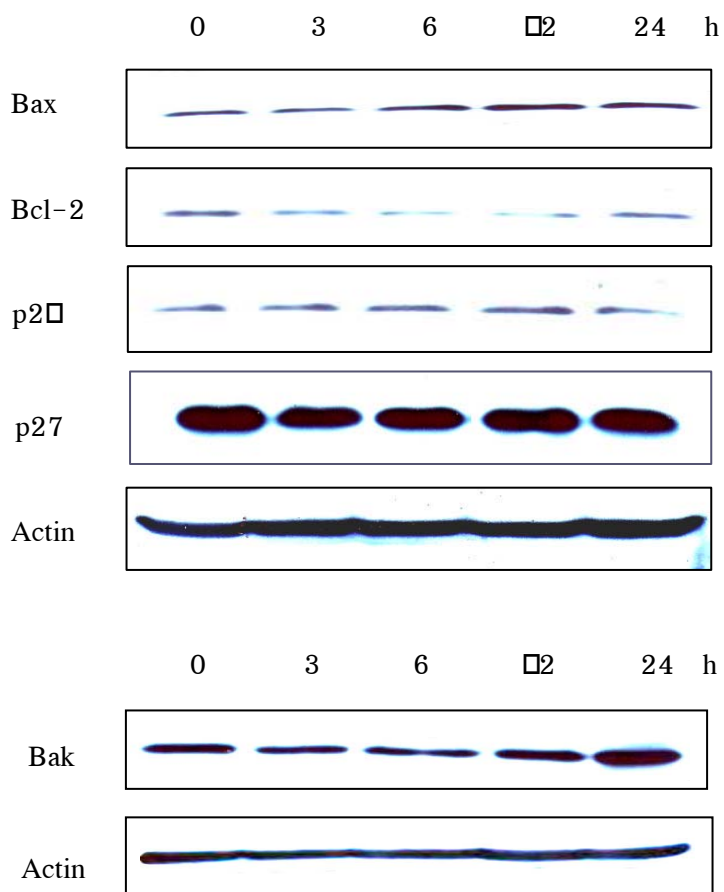 0 3 6 □2 24 h
Bax
Bcl-2
p2□
p27
Actin
0 3 6 □2 24 h
Bak
Actin